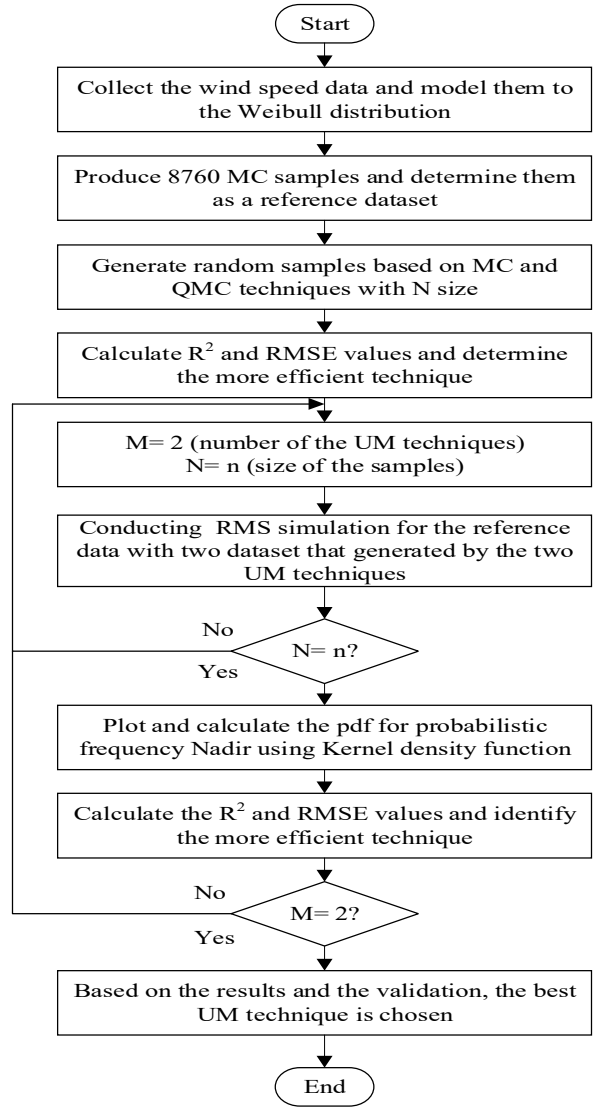 Start
Collect the wind speed data and model them to
the Weibull distribution
Produce 8760 MC samples and determine them
as a reference dataset
Generate random samples based on MC and
QMC techniques with N size
Calculate R² and RMSE values and determine
the more efficient technique
M= 2 (number of the UM techniques)
N= n (size of the samples)
Conducting RMS simulation for the reference
data with two dataset that generated by the two
UM techniques
No
N= n?
Yes
Plot and calculate the pdf for probabilistic
frequency Nadir using Kernel density function
Calculate the R² and RMSE values and identify
the more efficient technique
No
M= 2?
Yes
Based on the results and the validation, the best
UM technique is chosen
End